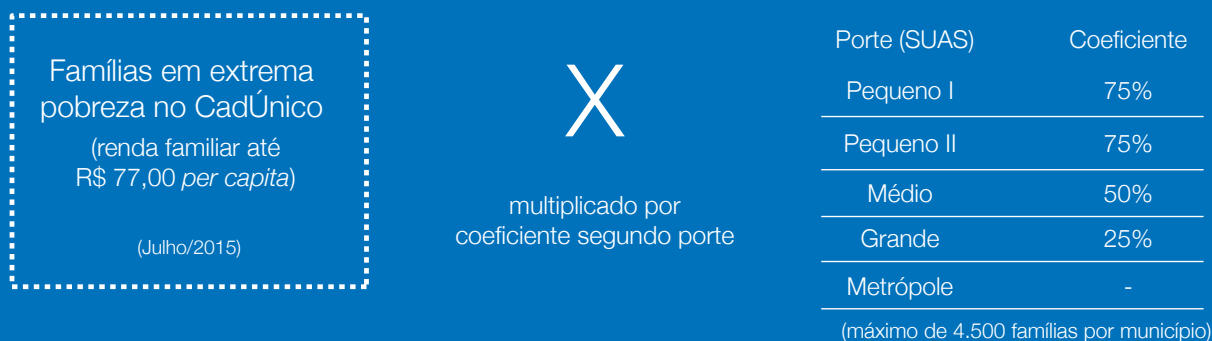 Famílias em extrema
pobreza no CadÚnico
(renda familiar até
R$ 77,00 per capita)
(Julho/2015)
X
multiplicado por
coeficiente segundo porte
Porte (SUAS) Coeficiente
Pequeno I 75%
Pequeno II 75%
Médio 50%
Grande 25%
Metrópole -
(máximo de 4.500 famílias por município)